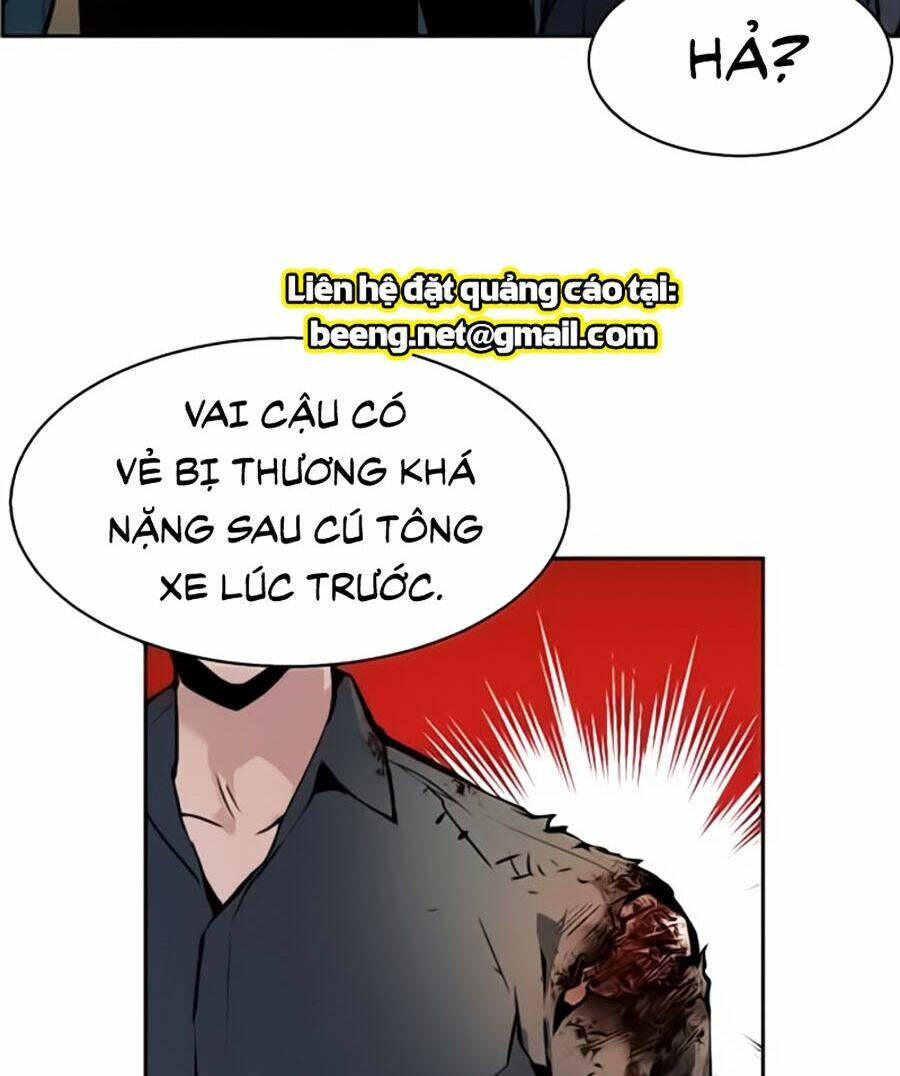 HẢ?
Liên hệ đặt quảng cáo tại:
beeng.net@gmail.com
VAI CẬU CÓ
VẺ BỊ THƯƠNG KHÁ
NẶNG SAU CÚ TÔNG
XE LÚC TRƯỚC.